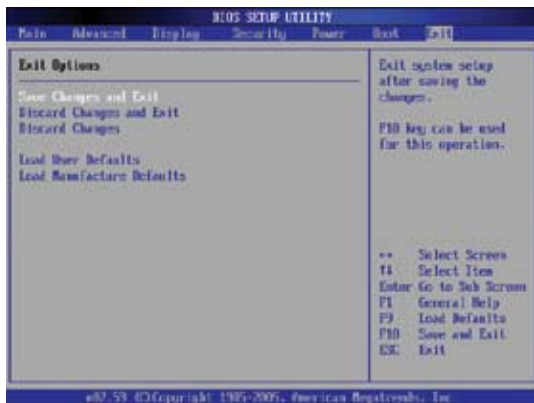 BIOS SETUP UTILITY
Main Advanced Display Security Power Boot Exit
Exit Options
Save Changes and Exit
Discard Changes and Exit
Discard Changes
Load User Defaults
Load Manufacture Defaults
Exit system setup
after saving the
changes.
F10 key can be used
for this operation.
↔ Select Screen
↑↓ Select Item
Enter Go to Sub Screen
F1 General Help
F9 Load Defaults
F10 Save and Exit
ESC Exit
v02.59 (C)Copyright 1985-2005, American Megatrends, Inc